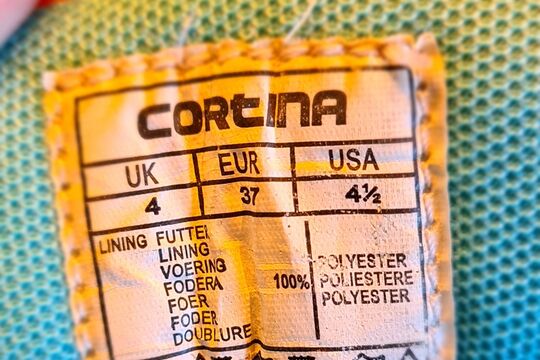 CORTINA
UK EUR USA
4 37 4½
LINING FUTTER
LINING
VOERING
FODERA
FOER
FODER
DOUBLURE
100%
POLYESTER
POLIESTERE
POLYESTER